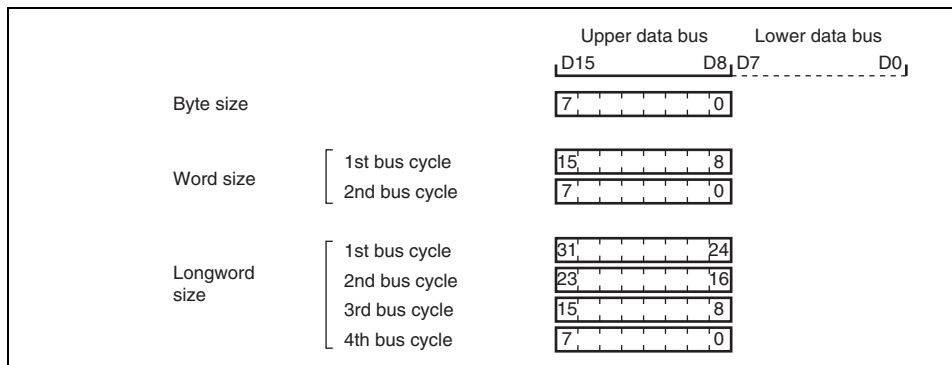 Upper data bus Lower data bus
D15 D8 D7 D0
Byte size 7 0
1st bus cycle 15 8
Word size
2nd bus cycle 7 0
1st bus cycle 31 24
Longword size
2nd bus cycle 23 16
3rd bus cycle 15 8
4th bus cycle 7 0